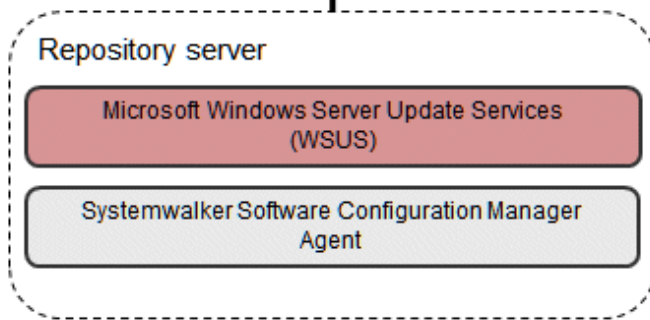 Repository server
Microsoft Windows Server Update Services
(WSUS)
Systemwalker Software Configuration Manager
Agent